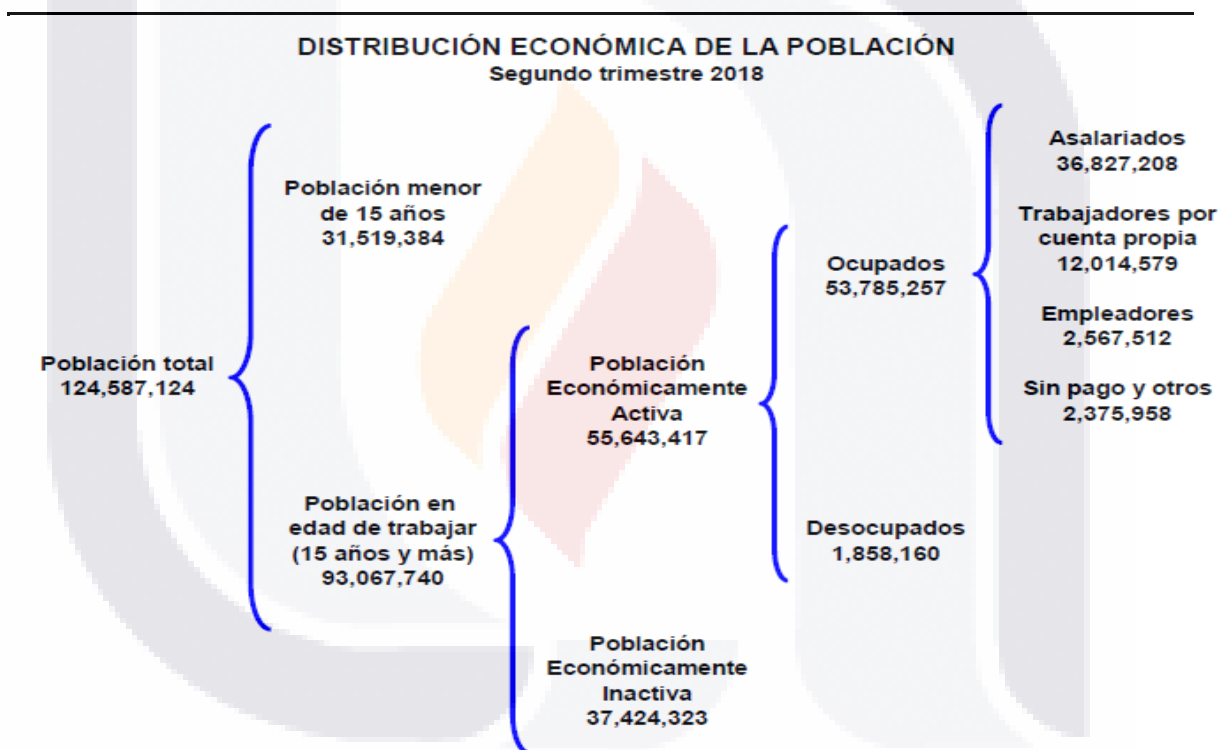 DISTRIBUCIÓN ECONÓMICA DE LA POBLACIÓN
Segundo trimestre 2018
Población total
124,587,124
Población menor
de 15 años
31,519,384
Población en
edad de trabajar
(15 años y más)
93,067,740
Población
Económicamente
Activa
55,643,417
Población
Económicamente
Inactiva
37,424,323
Ocupados
53,785,257
Desocupados
1,858,160
Asalariados
36,827,208
Trabajadores por
cuenta propia
12,014,579
Empleadores
2,567,512
Sin pago y otros
2,375,958